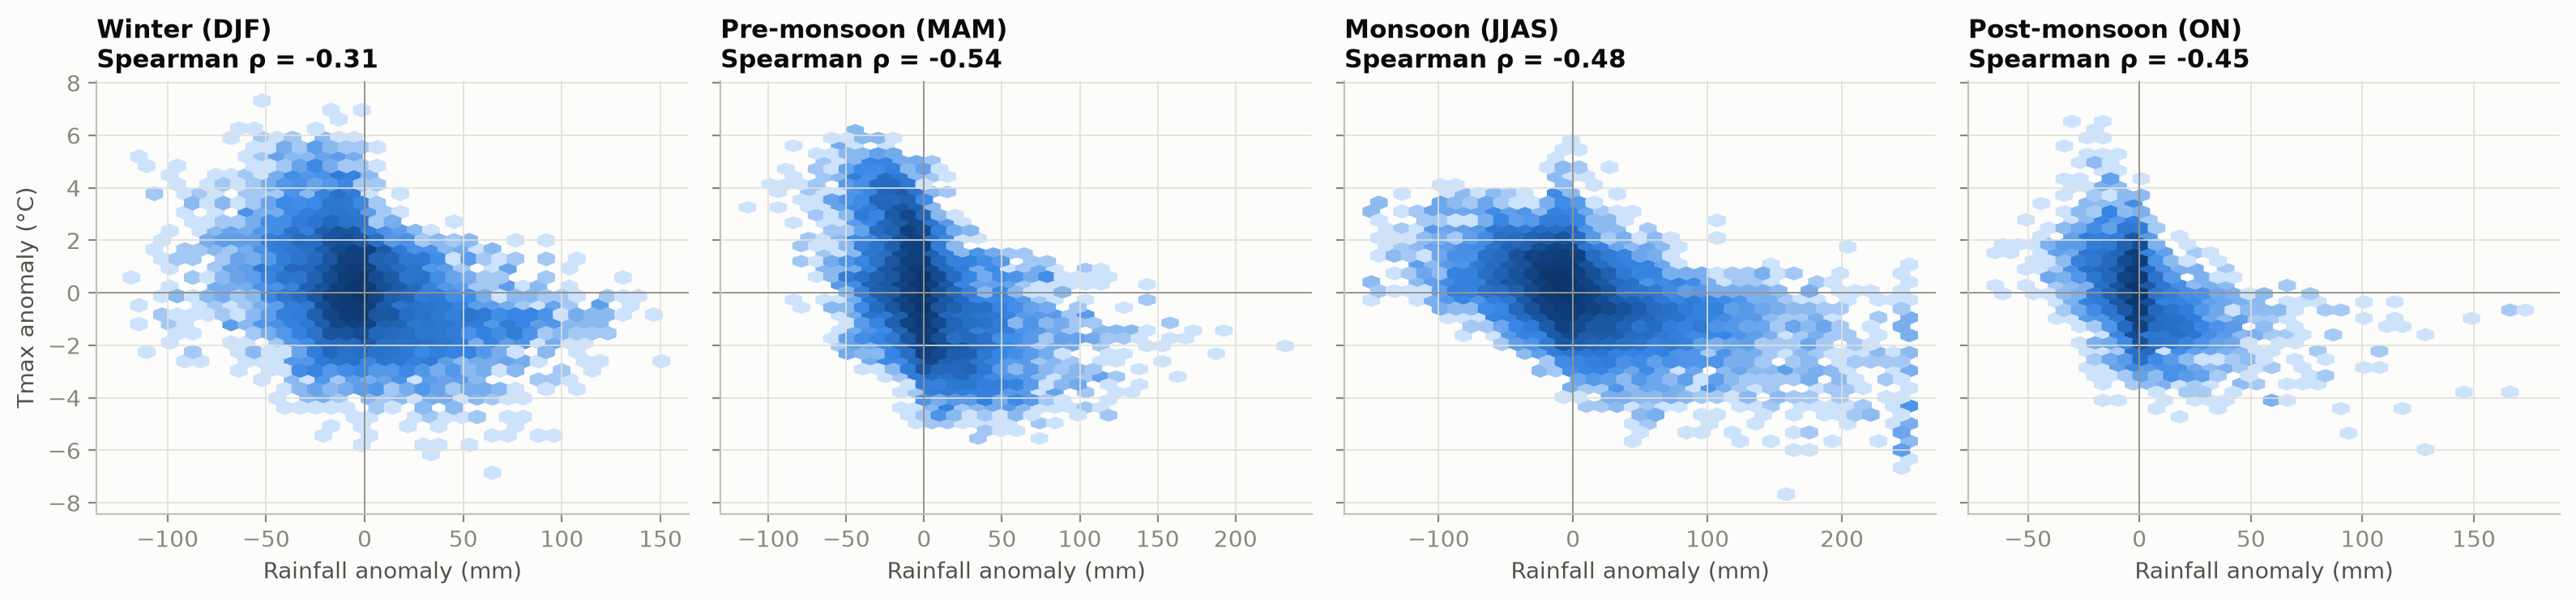 Winter (DJF)
Spearman ρ = -0.31
Pre-monsoon (MAM)
Spearman ρ = -0.54
Monsoon (JJAS)
Spearman ρ = -0.48
Post-monsoon (ON)
Spearman ρ = -0.45
Tmax anomaly (°C)
8
6
4
2
0
−2
−4
−6
−8
−100 −50 0 50 100 150
−100 −50 0 50 100 150 200
−100 0 100 200
−50 0 50 100 150
Rainfall anomaly (mm)
Rainfall anomaly (mm)
Rainfall anomaly (mm)
Rainfall anomaly (mm)